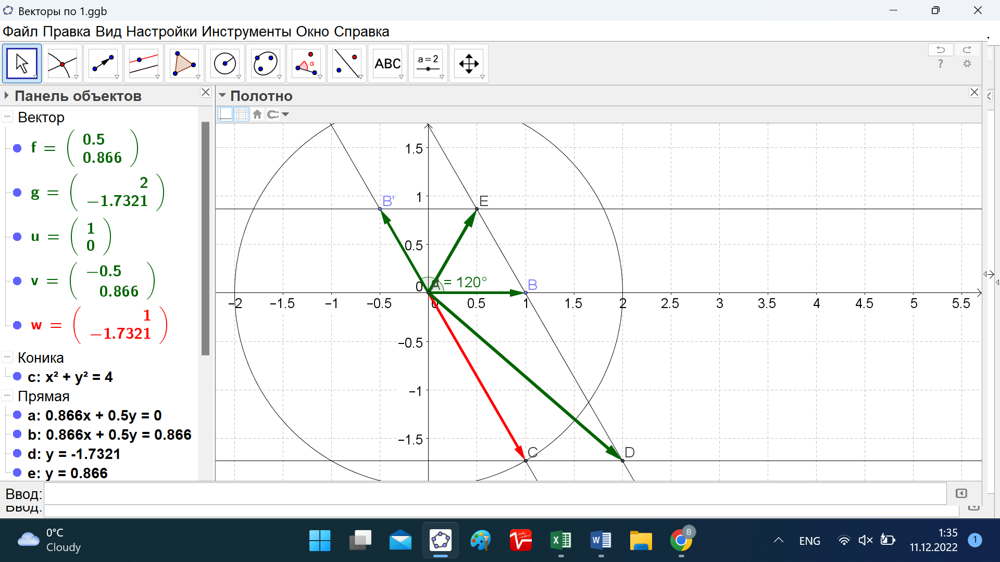 Векторы по 1.ggb
Файл Правка Вид Настройки Инструменты Окно Справка
α
ABC
a = 2
?
Панель объектов
Полотно
Вектор
f = ( 0.5
0.866 )
g = ( 2
−1.7321 )
u = ( 1
0 )
v = ( −0.5
0.866 )
w = ( 1
−1.7321 )
Коника
c: x² + y² = 4
Прямая
a: 0.866x + 0.5y = 0
b: 0.866x + 0.5y = 0.866
d: y = -1.7321
e: y = 0.866
1.5
1
B'
E
0.5
0
A
α = 120°
B
−2 −1.5 −1 −0.5 0 0.5 1 1.5 2 2.5 3 3.5 4 4.5 5 5.5
−0.5
−1
−1.5
C
D
Ввод:
Ввод:
0°C
Cloudy
X
W
B
ENG
1:35
11.12.2022
1